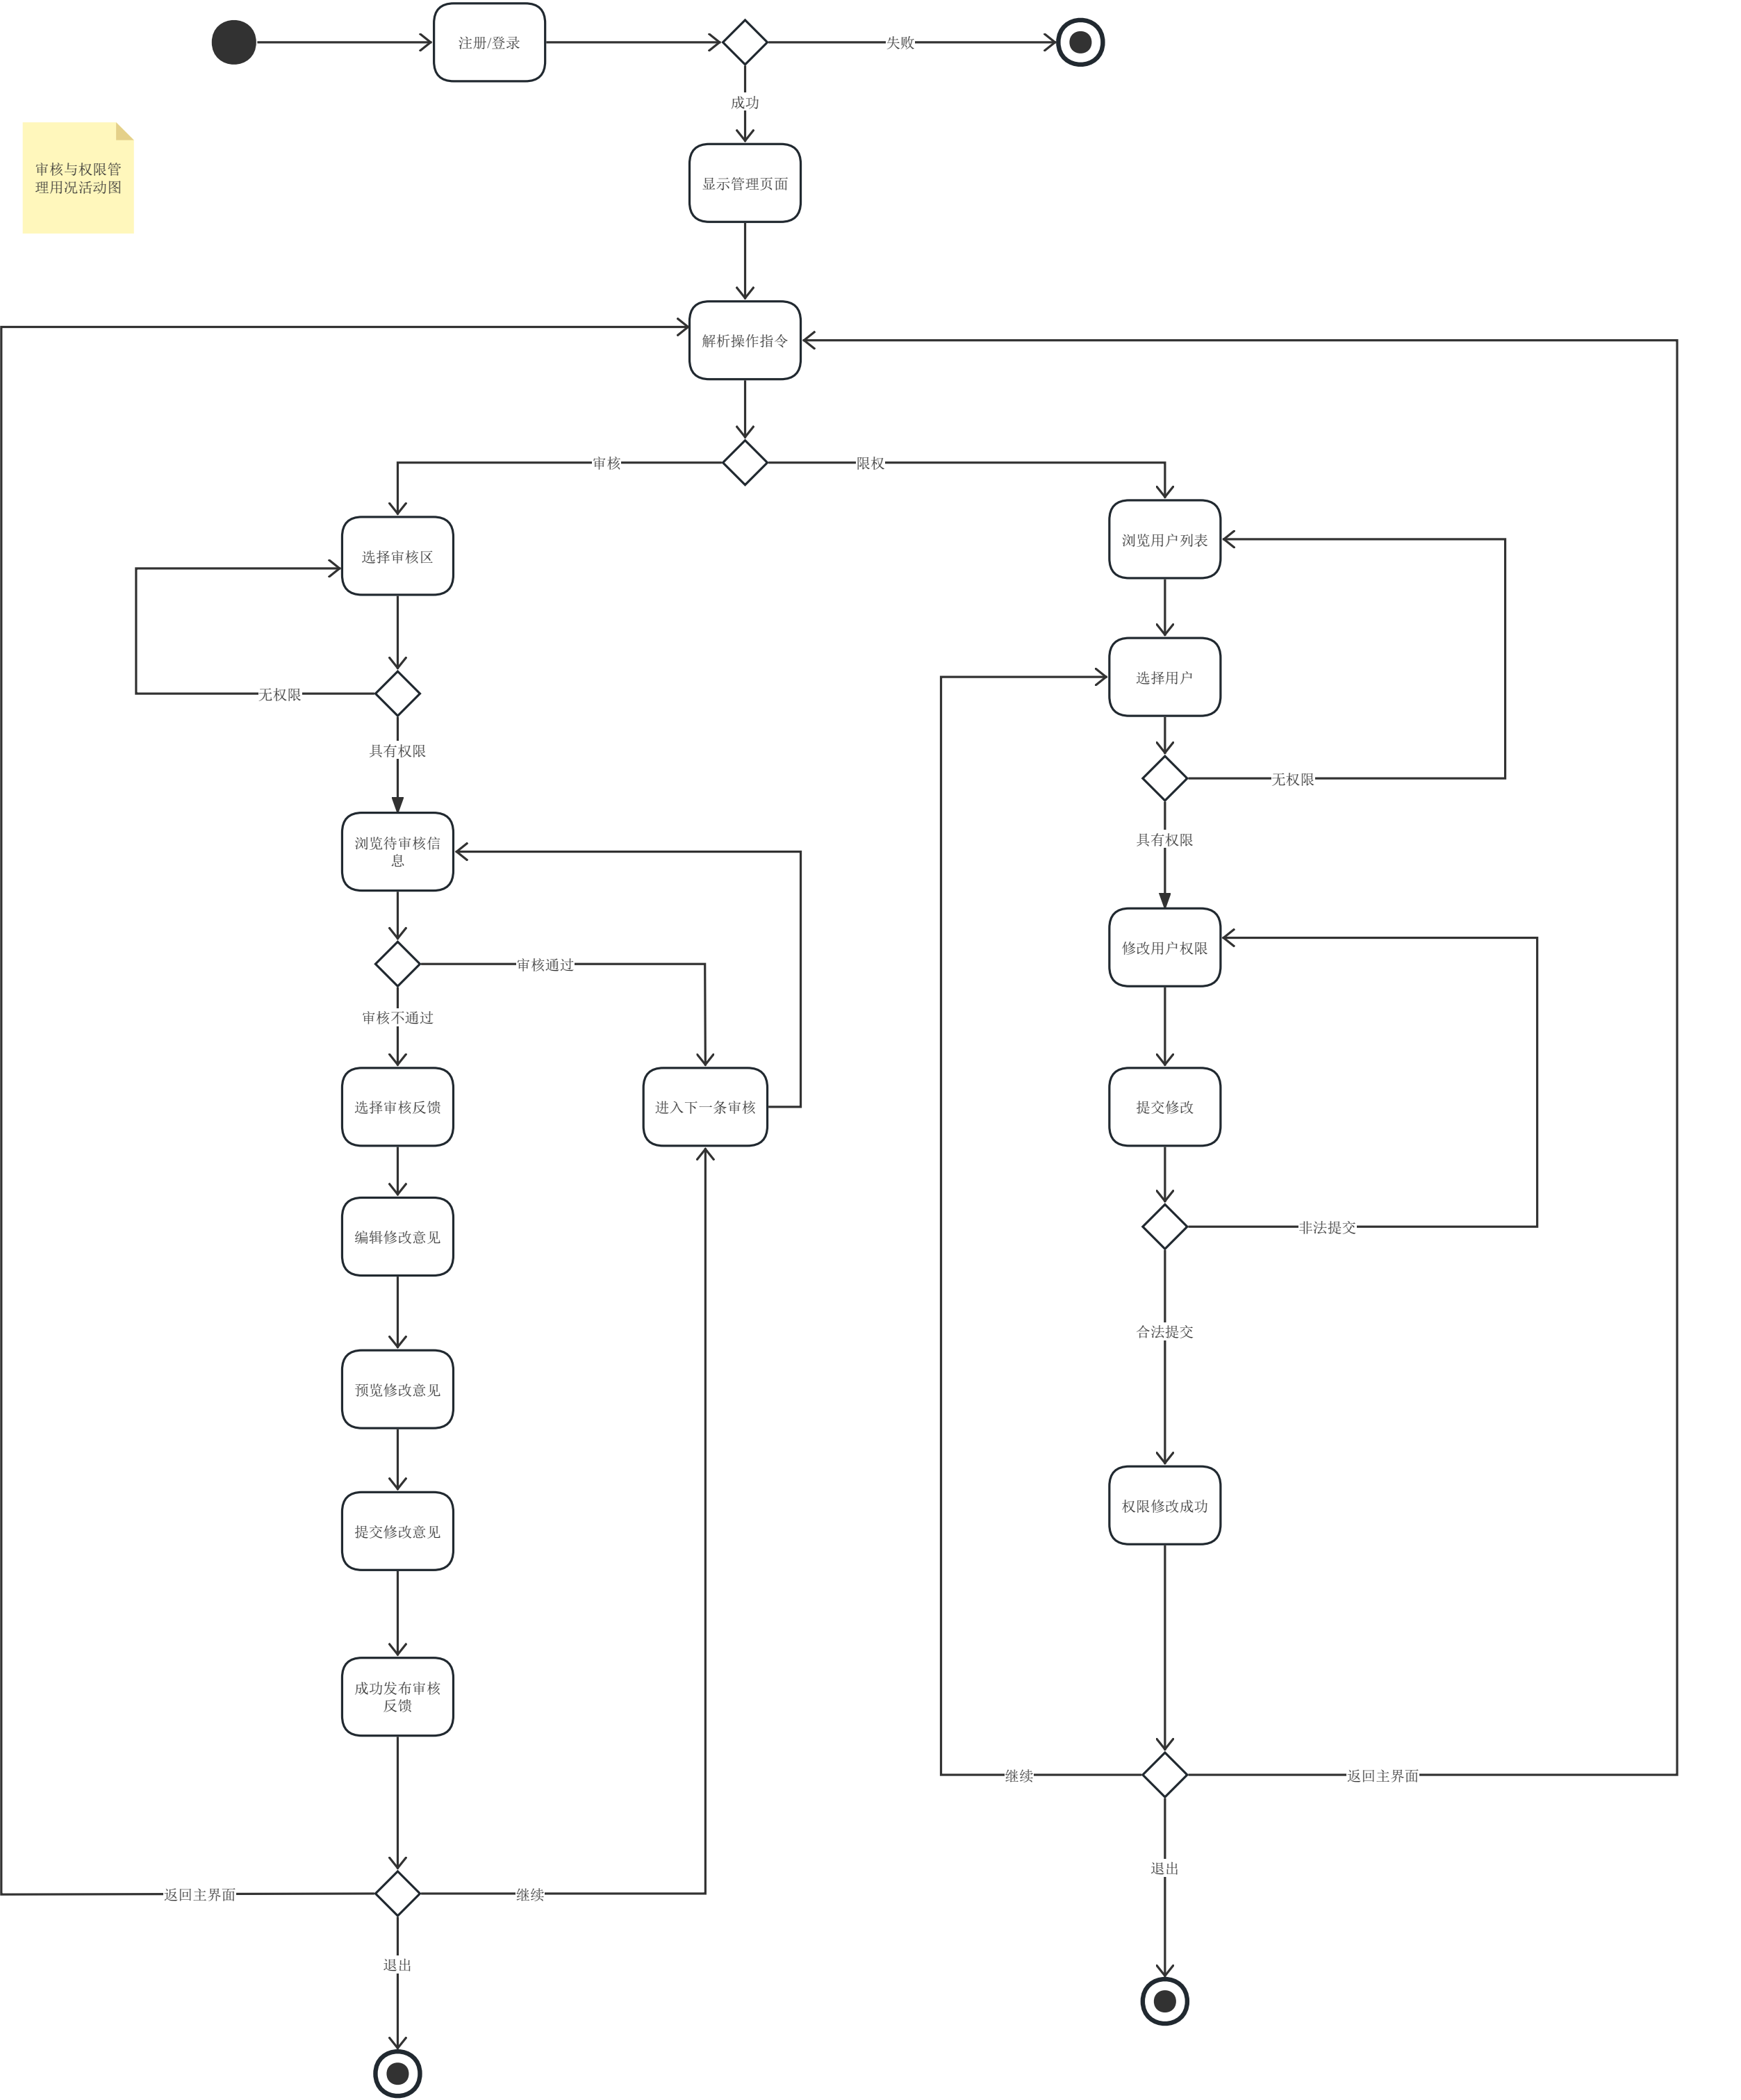 注册/登录
失败
成功
审核与权限管
理用况活动图
显示管理页面
解析操作指令
审核
限权
选择审核区
浏览用户列表
选择用户
无权限
具有权限
无权限
具有权限
浏览待审核信
息
修改用户权限
审核通过
审核不通过
选择审核反馈
进入下一条审核
提交修改
编辑修改意见
非法提交
合法提交
预览修改意见
权限修改成功
提交修改意见
成功发布审核
反馈
继续
返回主界面
退出
返回主界面
继续
退出